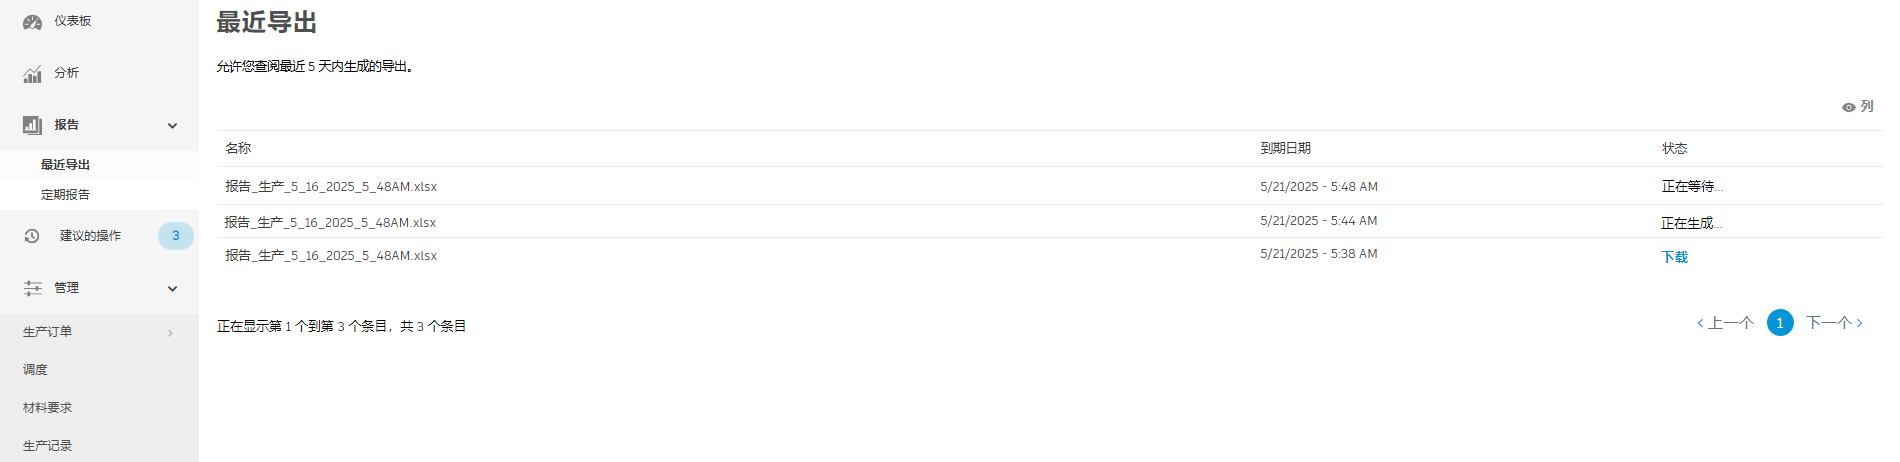 仪表板
分析
报告
最近导出
定期报告
建议的操作 3
管理
生产订单
调度
材料要求
生产记录
最近导出
允许您查阅最近 5 天内生成的导出。
列
名称 到期日期 状态
报告_生产_5_16_2025_5_48AM.xlsx 5/21/2025 - 5:48 AM 正在等待...
报告_生产_5_16_2025_5_48AM.xlsx 5/21/2025 - 5:44 AM 正在生成...
报告_生产_5_16_2025_5_48AM.xlsx 5/21/2025 - 5:38 AM 下载
正在显示第 1 个到第 3 个条目，共 3 个条目
‹ 上一个 1 下一个 ›